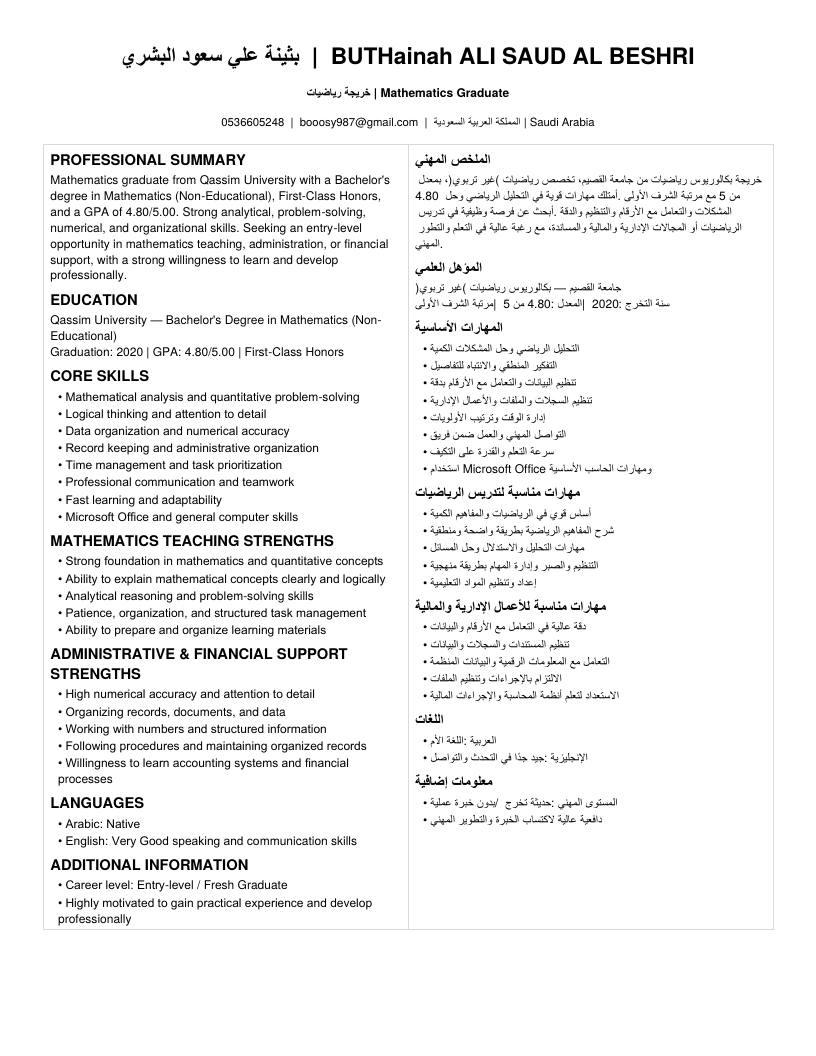 بثينة علي سعود البشري | BUTHainah ALI SAUD AL BESHRI
خريجة رياضيات | Mathematics Graduate
0536605248 | booosy987@gmail.com | المملكة العربية السعودية | Saudi Arabia
PROFESSIONAL SUMMARY
Mathematics graduate from Qassim University with a Bachelor's
degree in Mathematics (Non-Educational), First-Class Honors,
and a GPA of 4.80/5.00. Strong analytical, problem-solving,
numerical, and organizational skills. Seeking an entry-level
opportunity in mathematics teaching, administration, or financial
support, with a strong willingness to learn and develop
professionally.
EDUCATION
Qassim University — Bachelor's Degree in Mathematics (Non-
Educational)
Graduation: 2020 | GPA: 4.80/5.00 | First-Class Honors
CORE SKILLS
• Mathematical analysis and quantitative problem-solving
• Logical thinking and attention to detail
• Data organization and numerical accuracy
• Record keeping and administrative organization
• Time management and task prioritization
• Professional communication and teamwork
• Fast learning and adaptability
• Microsoft Office and general computer skills
MATHEMATICS TEACHING STRENGTHS
• Strong foundation in mathematics and quantitative concepts
• Ability to explain mathematical concepts clearly and logically
• Analytical reasoning and problem-solving skills
• Patience, organization, and structured task management
• Ability to prepare and organize learning materials
ADMINISTRATIVE & FINANCIAL SUPPORT
STRENGTHS
• High numerical accuracy and attention to detail
• Organizing records, documents, and data
• Working with numbers and structured information
• Following procedures and maintaining organized records
• Willingness to learn accounting systems and financial
processes
LANGUAGES
• Arabic: Native
• English: Very Good speaking and communication skills
ADDITIONAL INFORMATION
• Career level: Entry-level / Fresh Graduate
• Highly motivated to gain practical experience and develop
professionally
الملخص المهني
خريجة بكالوريوس رياضيات من جامعة القصيم، تخصص رياضيات (غير تربوي)، بمعدل
4.80 من 5 مع مرتبة الشرف الأولى. أمتلك مهارات قوية في التحليل الرياضي وحل
المشكلات والتعامل مع الأرقام والتنظيم والدقة. أبحث عن فرصة وظيفية في تدريس
الرياضيات أو المجالات الإدارية والمالية والمساندة، مع رغبة عالية في التعلم والتطور
المهني.
المؤهل العلمي
جامعة القصيم — بكالوريوس رياضيات (غير تربوي)
سنة التخرج: 2020 | المعدل: 4.80 من 5 | مرتبة الشرف الأولى
المهارات الأساسية
• التحليل الرياضي وحل المشكلات الكمية
• التفكير المنطقي والانتباه للتفاصيل
• تنظيم البيانات والتعامل مع الأرقام بدقة
• تنظيم السجلات والملفات والأعمال الإدارية
• إدارة الوقت وترتيب الأولويات
• التواصل المهني والعمل ضمن فريق
• سرعة التعلم والقدرة على التكيف
• استخدام Microsoft Office ومهارات الحاسب الأساسية
مهارات مناسبة لتدريس الرياضيات
• أساس قوي في الرياضيات والمفاهيم الكمية
• شرح المفاهيم الرياضية بطريقة واضحة ومنطقية
• مهارات التحليل والاستدلال وحل المسائل
• التنظيم والصبر وإدارة المهام بطريقة منهجية
• إعداد وتنظيم المواد التعليمية
مهارات مناسبة للأعمال الإدارية والمالية
• دقة عالية في التعامل مع الأرقام والبيانات
• تنظيم المستندات والسجلات والبيانات
• التعامل مع المعلومات الرقمية والبيانات المنظمة
• الالتزام بالإجراءات وتنظيم الملفات
• الاستعداد لتعلم أنظمة المحاسبة والإجراءات المالية
اللغات
• العربية: اللغة الأم
• الإنجليزية: جيد جدًا في التحدث والتواصل
معلومات إضافية
• المستوى المهني: حديثة تخرج / بدون خبرة عملية
• دافعية عالية لاكتساب الخبرة والتطوير المهني